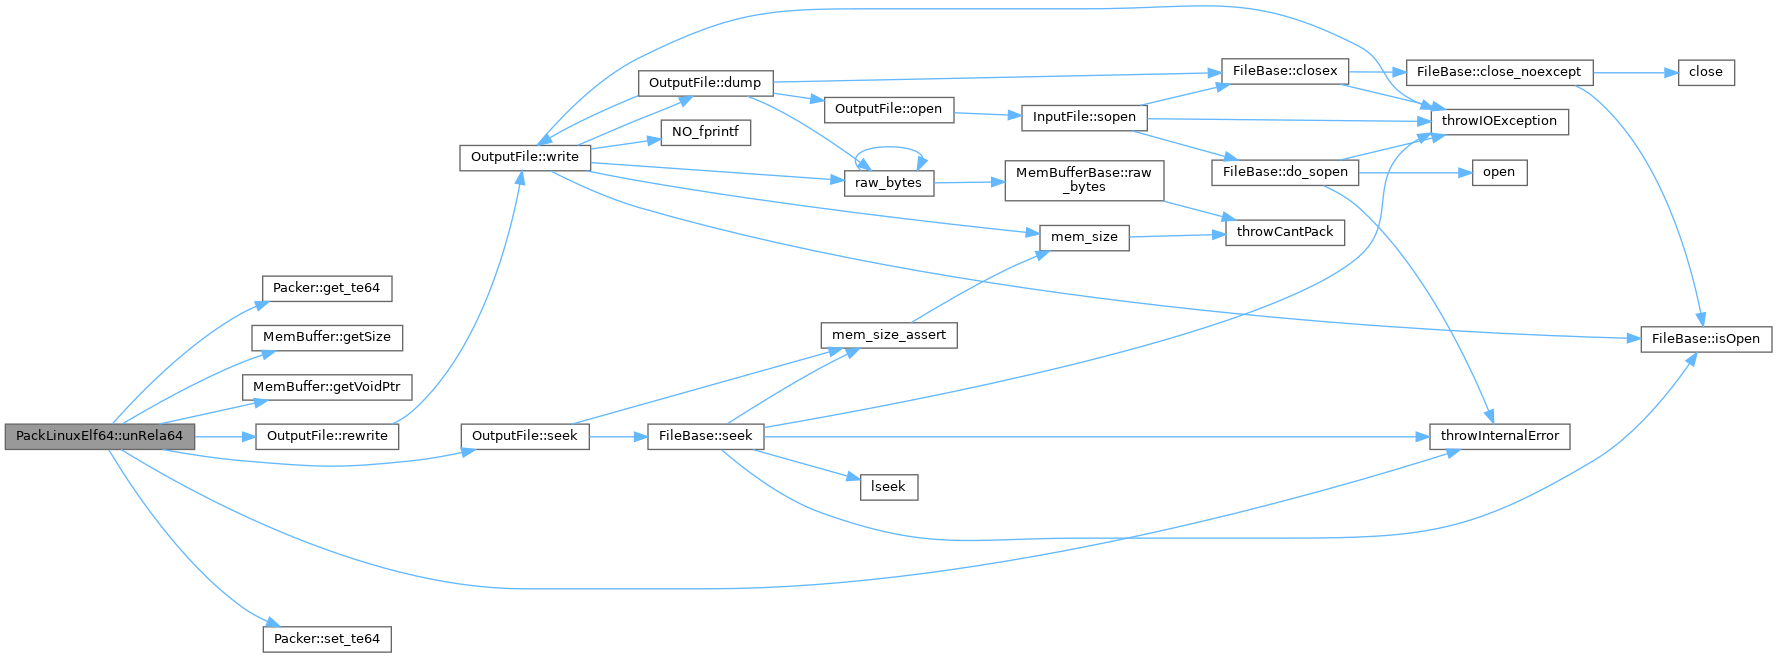 PackLinuxElf64::unRela64
Packer::get_te64
MemBuffer::getSize
MemBuffer::getVoidPtr
OutputFile::rewrite
Packer::set_te64
OutputFile::write
OutputFile::seek
OutputFile::dump
NO_fprintf
FileBase::seek
OutputFile::open
raw_bytes
mem_size_assert
lseek
InputFile::sopen
MemBufferBase::raw
_bytes
mem_size
FileBase::closex
FileBase::do_sopen
throwCantPack
FileBase::close_noexcept
throwIOException
open
throwInternalError
close
FileBase::isOpen